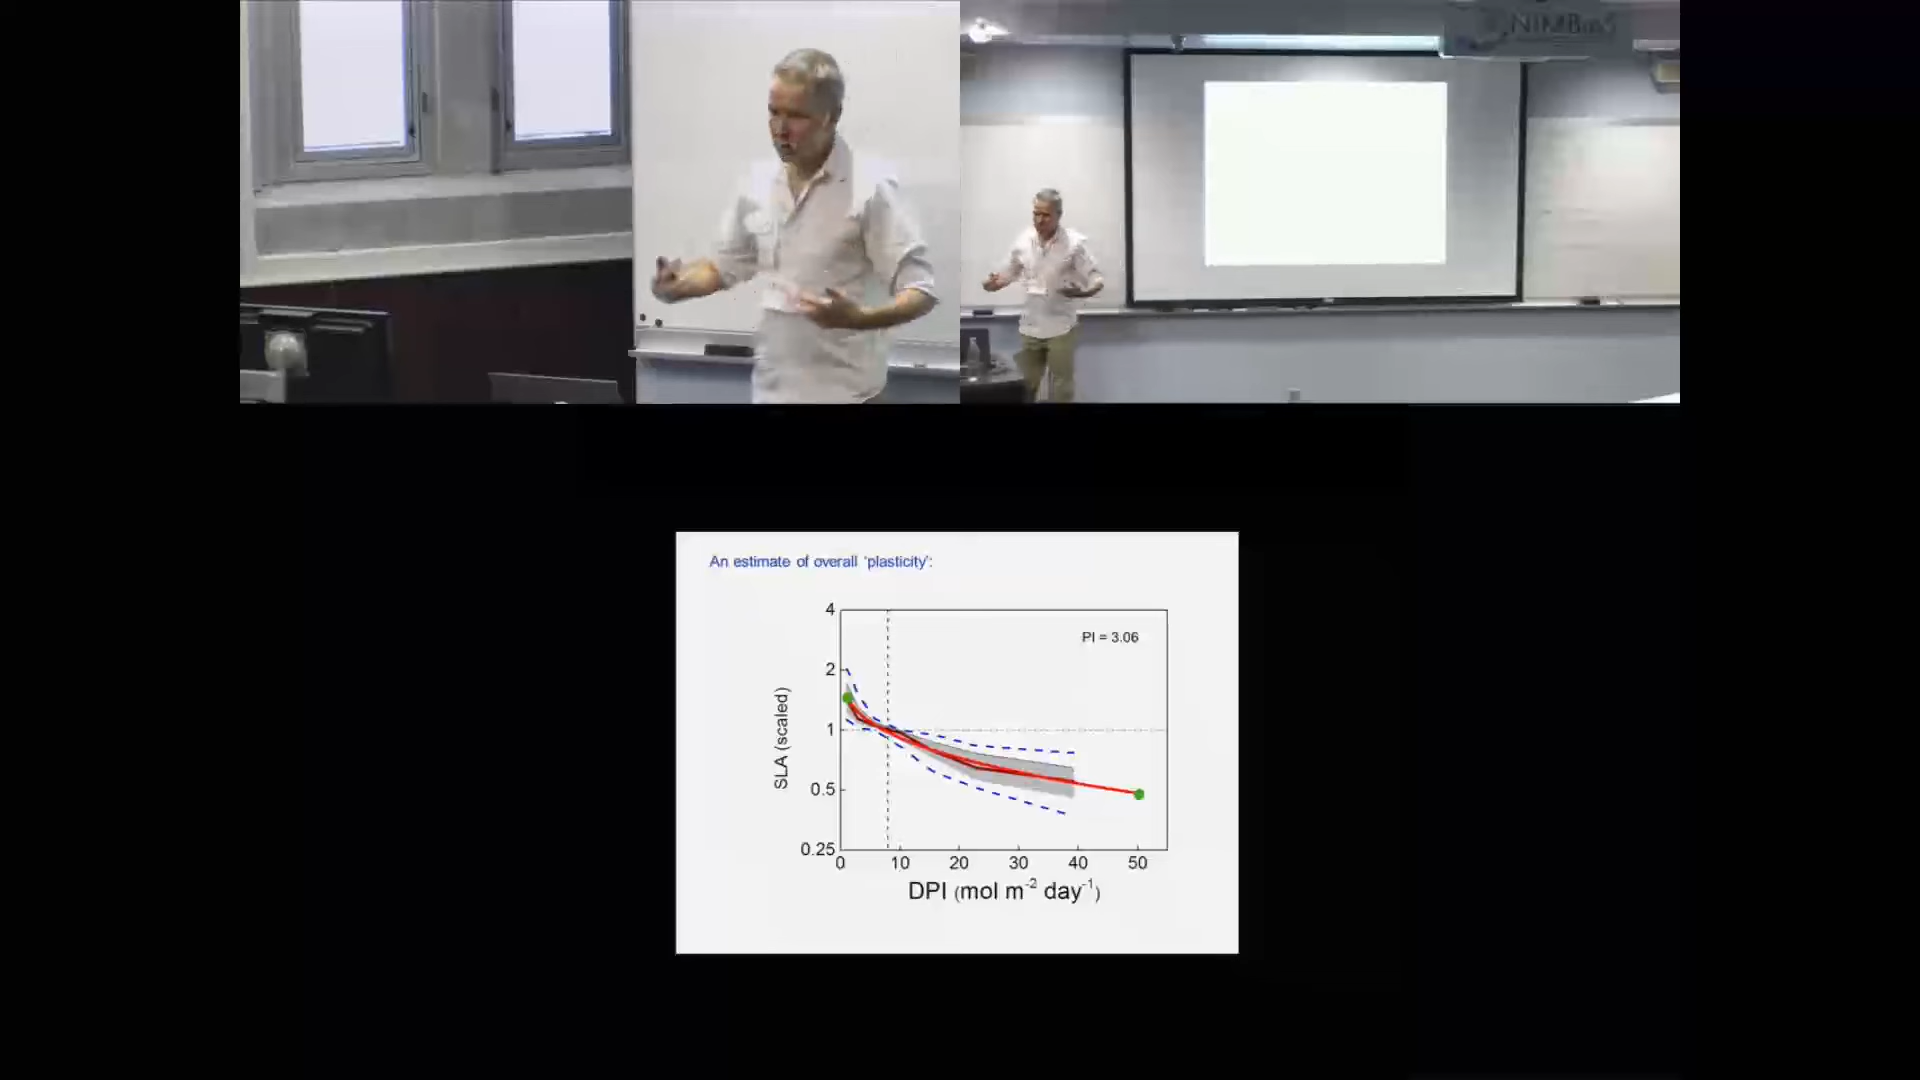 NIMBioS
An estimate of overall 'plasticity':
4
PI = 3.06
2
1
0.5
0.25
SLA (scaled)
0 10 20 30 40 50
DPI (mol m-2 day-1)